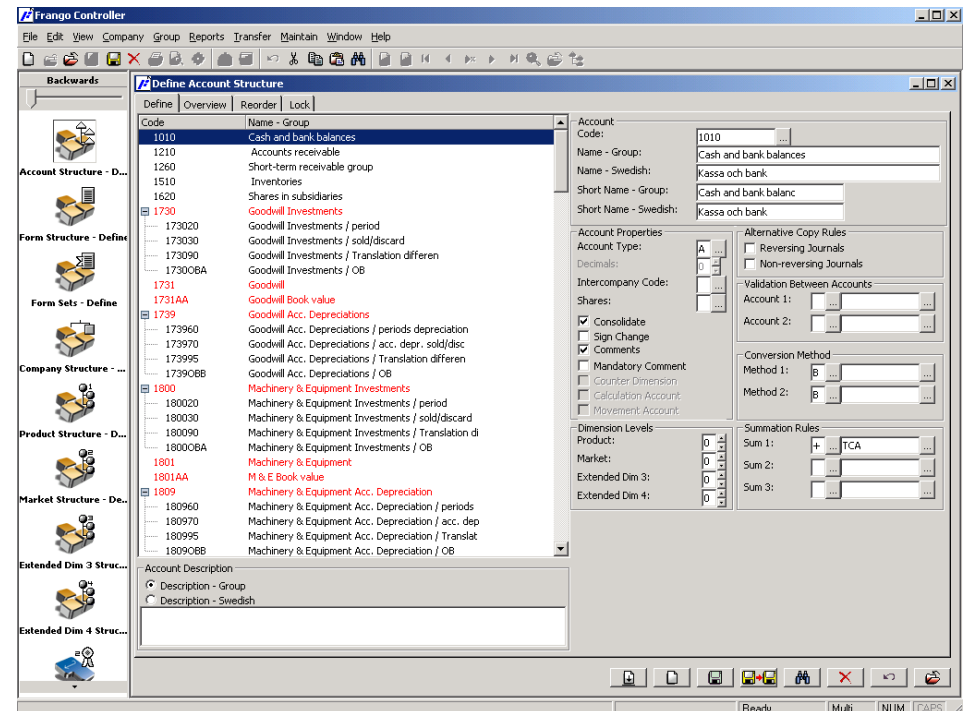 Frango Controller
File Edit View Company Group Reports Transfer Maintain Window Help
Backwards
Account Structure - D...
Form Structure - Define
Form Sets - Define
Company Structure - ...
Product Structure - D...
Market Structure - De..
Extended Dim 3 Struc...
Extended Dim 4 Struc...
Define Account Structure
Define Overview Reorder Lock
Code Name - Group
1010 Cash and bank balances
1210 Accounts receivable
1260 Short-term receivable group
1510 Inventories
1620 Shares in subsidiaries
1730 Goodwill Investments
173020 Goodwill Investments / period
173030 Goodwill Investments / sold/discard
173090 Goodwill Investments / Translation differen
1730OBA Goodwill Investments / OB
1731 Goodwill
1731AA Goodwill Book value
1739 Goodwill Acc. Depreciations
173960 Goodwill Acc. Depreciations / periods depreciation
173970 Goodwill Acc. Depreciations / acc. depr. sold/disc
173995 Goodwill Acc. Depreciations / Translation differen
1739OBB Goodwill Acc. Depreciations / OB
1800 Machinery & Equipment Investments
180020 Machinery & Equipment Investments / period
180030 Machinery & Equipment Investments / sold/discard
180090 Machinery & Equipment Investments / Translation di
1800OBA Machinery & Equipment Investments / OB
1801 Machinery & Equipment
1801AA M & E Book value
1809 Machinery & Equipment Acc. Depreciation
180960 Machinery & Equipment Acc. Depreciation / periods
180970 Machinery & Equipment Acc. Depreciation / acc. dep
180995 Machinery & Equipment Acc. Depreciation / Translat
1809OBB Machinery & Equipment Acc. Depreciation / OB
Account Description
Description - Group
Description - Swedish
Account
Code: 1010 ...
Name - Group: Cash and bank balances
Name - Swedish: Kassa och bank
Short Name - Group: Cash and bank balanc
Short Name - Swedish: Kassa och bank
Account Properties
Account Type: A ...
Decimals: 0
Intercompany Code: ...
Shares: ...
Consolidate
Sign Change
Comments
Mandatory Comment
Counter Dimension
Calculation Account
Movement Account
Alternative Copy Rules
Reversing Journals
Non-reversing Journals
Validation Between Accounts
Account 1: ... ...
Account 2: ... ...
Conversion Method
Method 1: B ... ...
Method 2: B ... ...
Dimension Levels
Product: 0
Market: 0
Extended Dim 3: 0
Extended Dim 4: 0
Summation Rules
Sum 1: + ... TCA ...
Sum 2: ... ...
Sum 3: ... ...
Ready Multi NUM CAPS